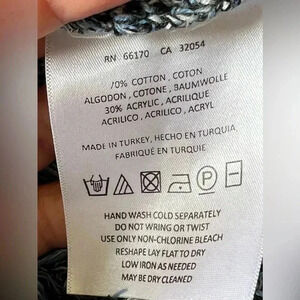 RN 66170 CA 32054
70% COTTON, COTON
ALGODON, COTONE, BAUMWOLLE
30% ACRYLIC, ACRILIQUE
ACRILICO, ACRILICO, ACRYL
MADE IN TURKEY, HECHO EN TURQUIA,
FABRIQUÉ EN TURQUIE
P
HAND WASH COLD SEPARATELY
DO NOT WRING OR TWIST
USE ONLY NON-CHLORINE BLEACH
RESHAPE LAY FLAT TO DRY
LOW IRON AS NEEDED
MAY BE DRY CLEANED